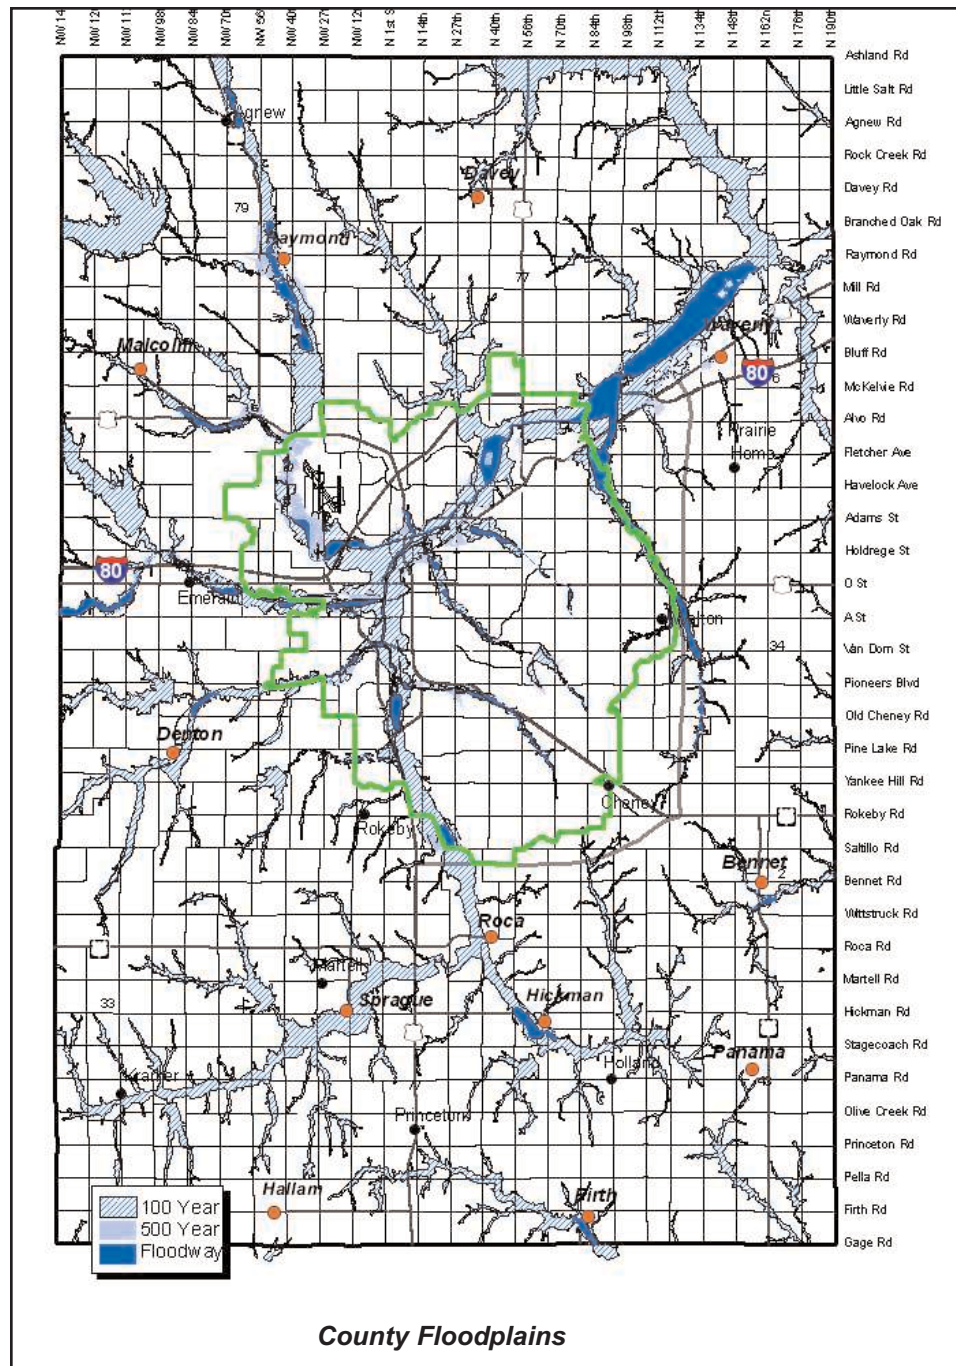 NW 14
NW 12
NW 11
NW 98
NW 84
NW 70
NW 56
NW 40
NW 27
NW 12
N 1st S
N 14th
N 27th
N 40th
N 56th
N 70th
N 84th
N 98th
N 112th
N 134th
N 148th
N 162n
N 176th
N 190th
Ashland Rd
Little Salt Rd
Agnew Rd
Rock Creek Rd
Davey Rd
Branched Oak Rd
Raymond Rd
Mill Rd
Waverly Rd
Bluff Rd
McKelvie Rd
Alvo Rd
Fletcher Ave
Havelock Ave
Adams St
Holdrege St
O St
A St
Van Dorn St
Pioneers Blvd
Old Cheney Rd
Pine Lake Rd
Yankee Hill Rd
Rokeby Rd
Saltillo Rd
Bennet Rd
Wittstruck Rd
Roca Rd
Martell Rd
Hickman Rd
Stagecoach Rd
Panama Rd
Olive Creek Rd
Princeton Rd
Pella Rd
Firth Rd
Gage Rd
Agnew
Davey
79
Raymond
77
Waverly
Malcolm
80
6
Prairie
Home
80
Emerald
Walton
34
Denton
Cheney
Rokeby
Bennet
2
Roca
Martell
Sprague
Hickman
33
Panama
Holland
Kramer
Princeton
Hallam
Firth
100 Year
500 Year
Floodway
County Floodplains